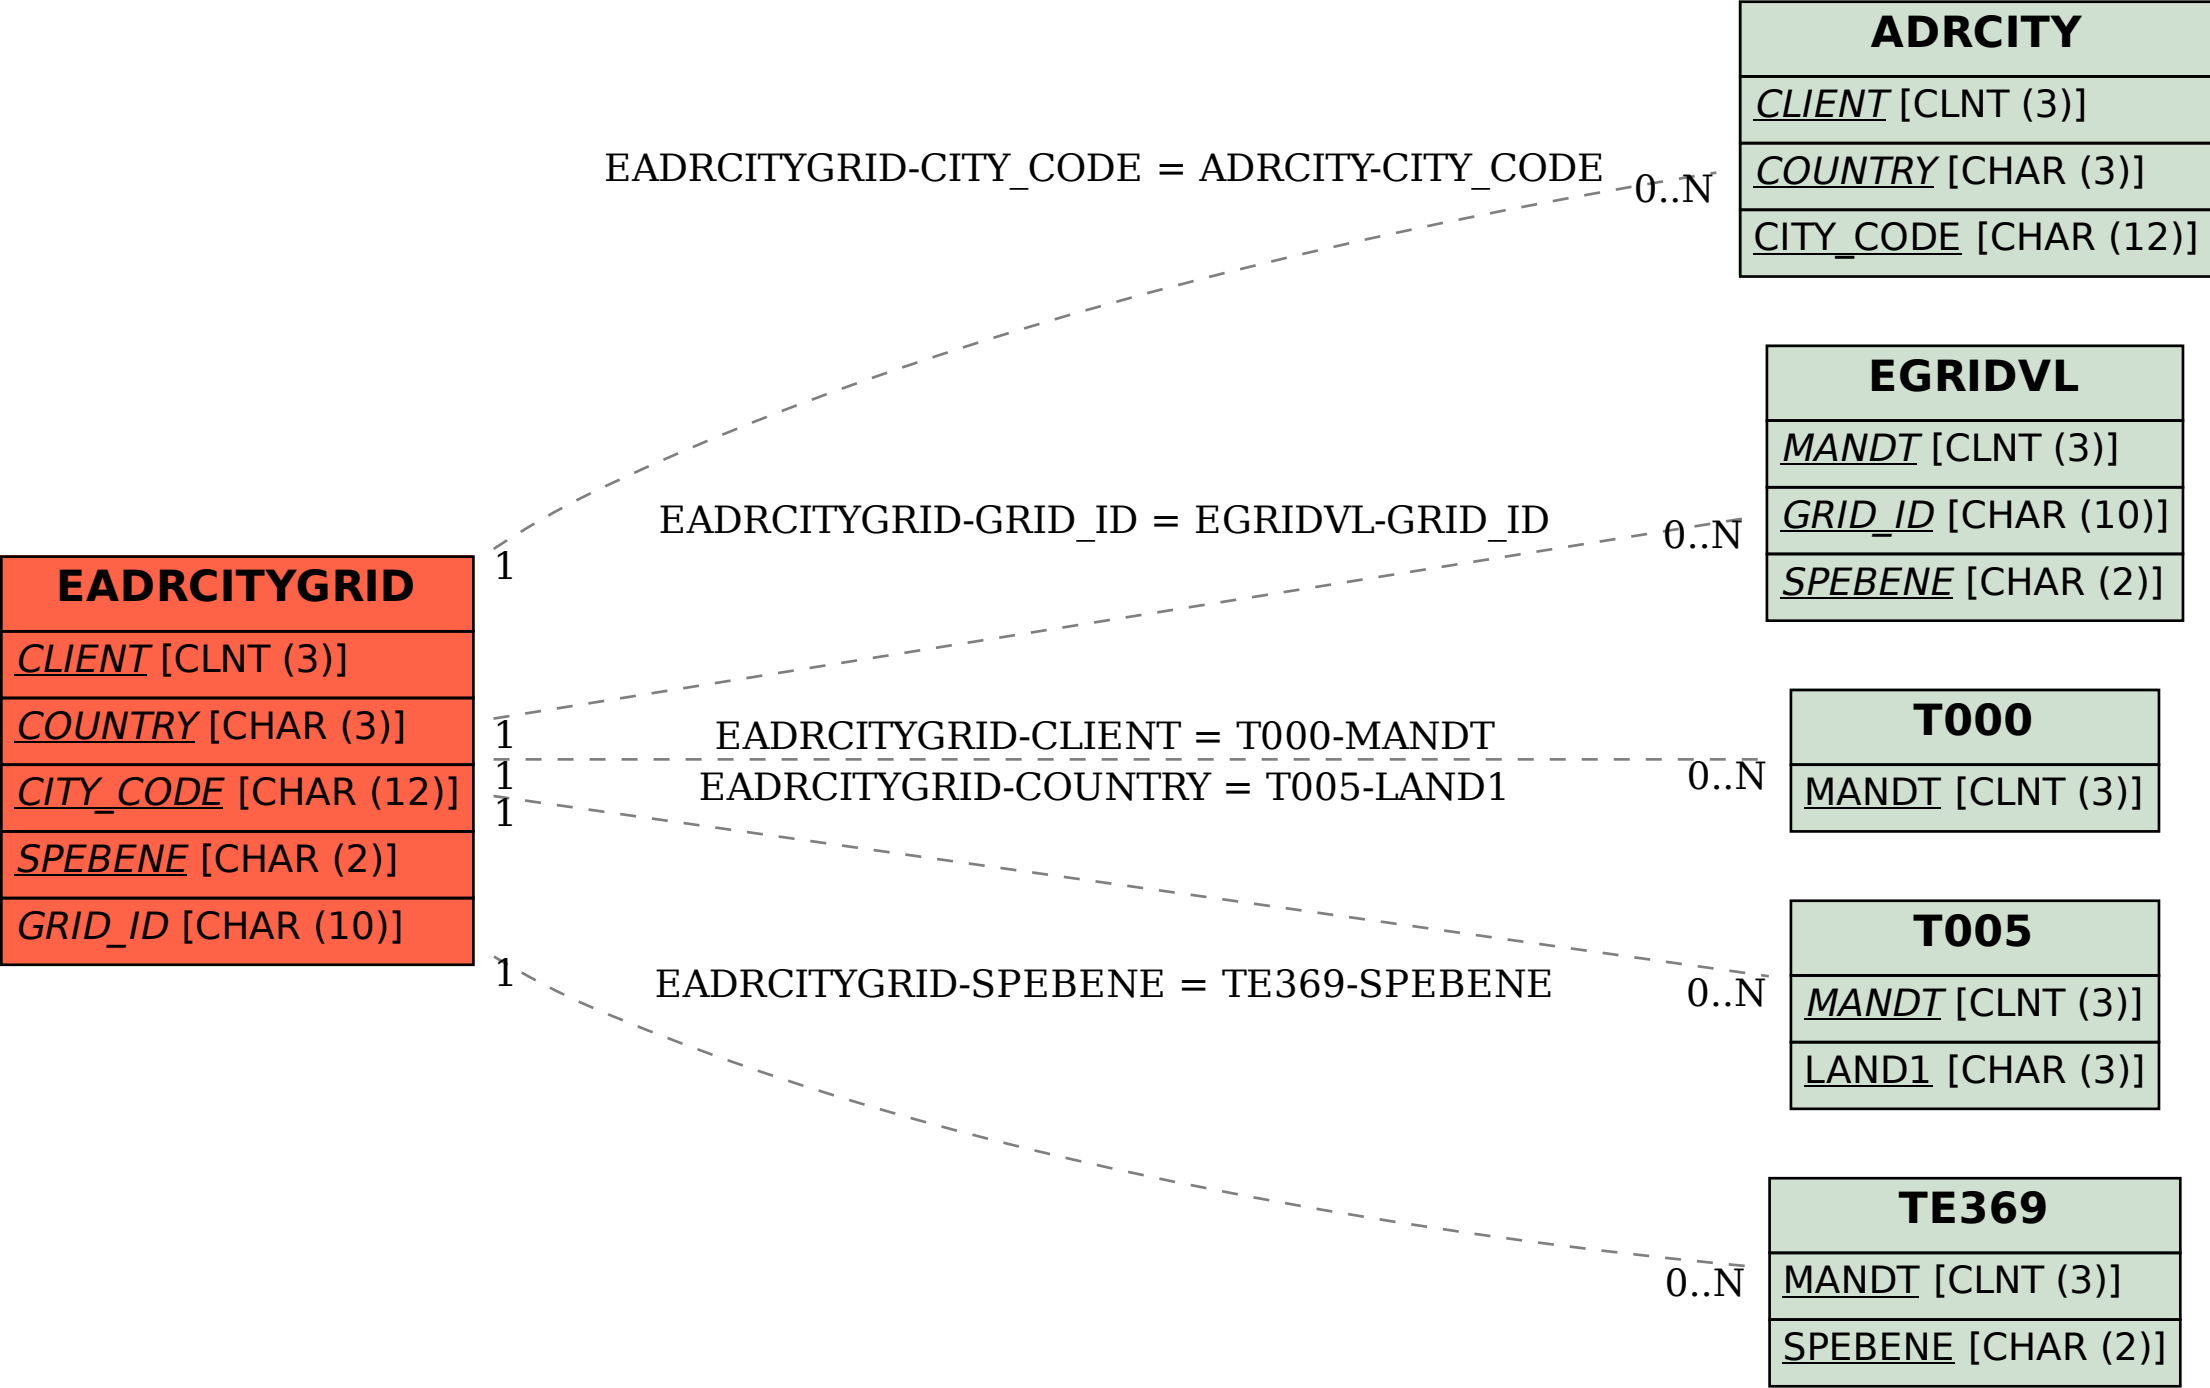 ADRCITY
CLIENT [CLNT (3)]
COUNTRY [CHAR (3)]
CITY_CODE [CHAR (12)]
EADRCITYGRID-CITY_CODE = ADRCITY-CITY_CODE
0..N
1
EGRIDVL
MANDT [CLNT (3)]
GRID_ID [CHAR (10)]
SPEBENE [CHAR (2)]
EADRCITYGRID-GRID_ID = EGRIDVL-GRID_ID
0..N
1
EADRCITYGRID
CLIENT [CLNT (3)]
COUNTRY [CHAR (3)]
CITY_CODE [CHAR (12)]
SPEBENE [CHAR (2)]
GRID_ID [CHAR (10)]
EADRCITYGRID-CLIENT = T000-MANDT
0..N
1
T000
MANDT [CLNT (3)]
EADRCITYGRID-COUNTRY = T005-LAND1
0..N
1
T005
MANDT [CLNT (3)]
LAND1 [CHAR (3)]
EADRCITYGRID-SPEBENE = TE369-SPEBENE
0..N
1
TE369
MANDT [CLNT (3)]
SPEBENE [CHAR (2)]